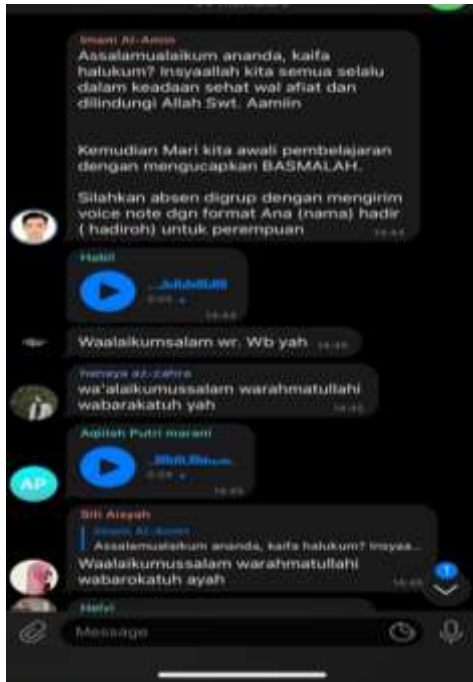 Imani Al-Amin
Assalamualaikum ananda, kaifa
halukum? Insyaallah kita semua selalu
dalam keadaan sehat wal afiat dan
dilindungi Allah Swt. Aamiin
Kemudian Mari kita awali pembelajaran
dengan mengucapkan BASMALAH.
Silahkan absen digrup dengan mengirim
voice note dgn format Ana (nama) hadir
( hadiroh) untuk perempuan
14:44
Waalaikumsalam wr. Wb yah
hanaya az-zahra
wa'alaikumussalam warahmatullahi
wabarakatuh yah
Aqillah Putri marani
AP
Siti Aisyah
Imani Al-Amin
Assalamualaikum ananda, kaifa halukum? Insyaa...
Waalaikumussalam warahmatullahi
wabarokatuh ayah
1
Helvi
Message